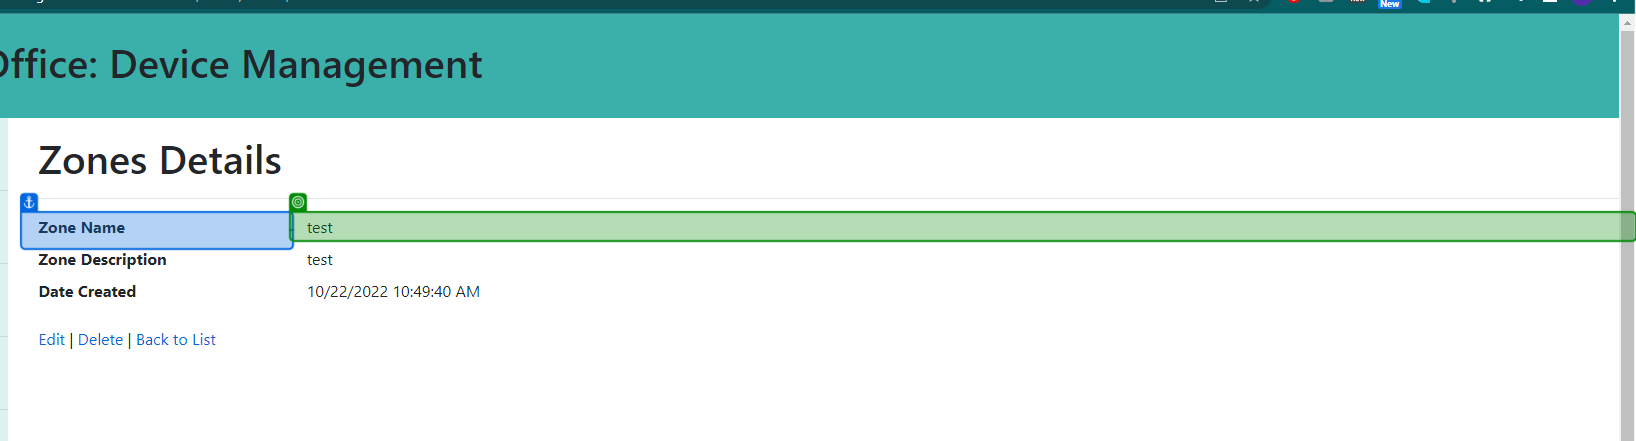 New
Office: Device Management
Zones Details
Zone Name test
Zone Description test
Date Created 10/22/2022 10:49:40 AM
Edit | Delete | Back to List